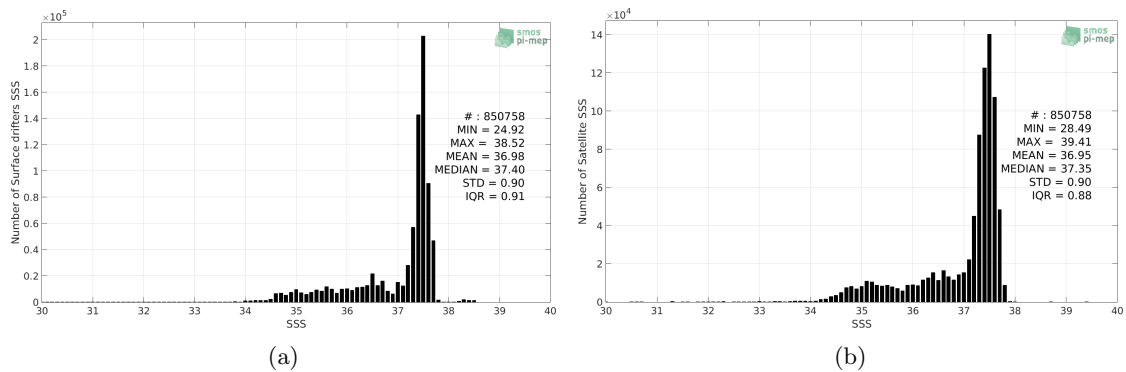 ×10⁵
2
1.8
1.6
1.4
1.2
1
0.8
0.6
0.4
0.2
0
30 31 32 33 34 35 36 37 38 39 40
SSS
Number of Surface drifters SSS
smos
pi-mep
# : 850758
MIN = 24.92
MAX = 38.52
MEAN = 36.98
MEDIAN = 37.40
STD = 0.90
IQR = 0.91
(a)
×10⁴
14
12
10
8
6
4
2
0
30 31 32 33 34 35 36 37 38 39 40
SSS
Number of Satellite SSS
smos
pi-mep
# : 850758
MIN = 28.49
MAX = 39.41
MEAN = 36.95
MEDIAN = 37.35
STD = 0.90
IQR = 0.88
(b)